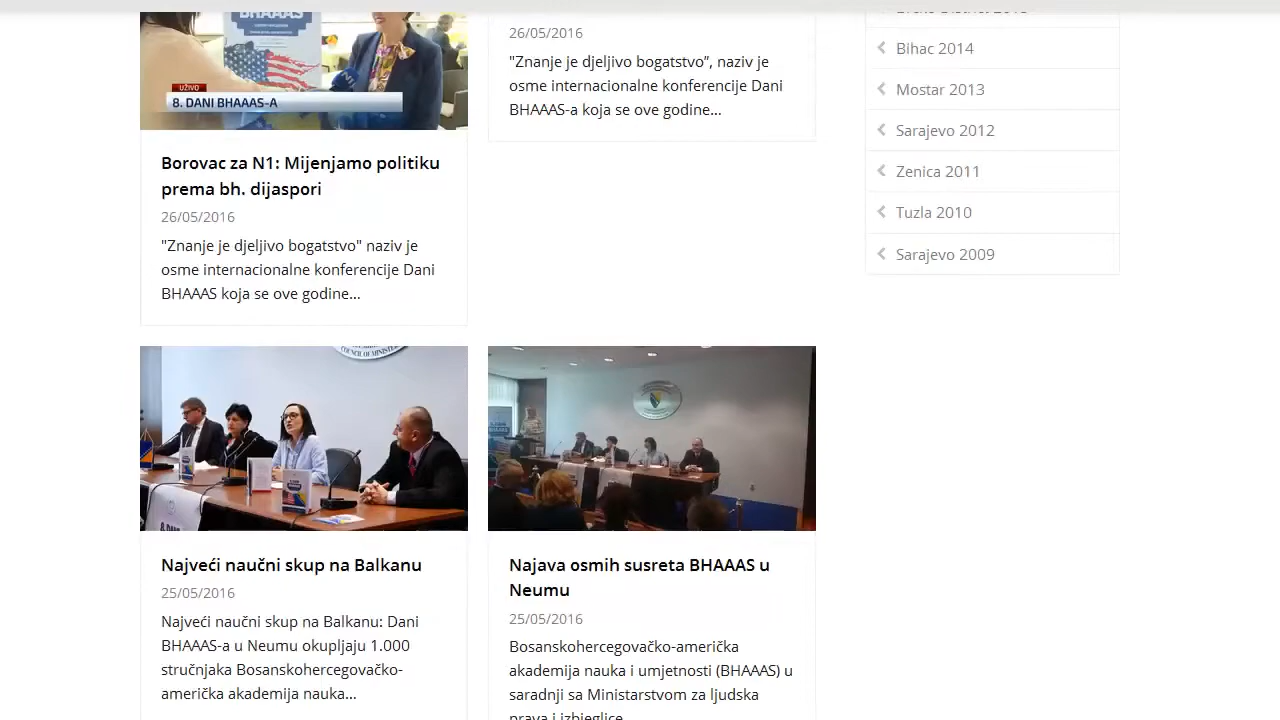 BHAAAS
UŽIVO
8. DANI BHAAAS-A
Borovac za N1: Mijenjamo politiku
prema bh. dijaspori
26/05/2016
"Znanje je djeljivo bogatstvo" naziv je
osme internacionalne konferencije Dani
BHAAAS koja se ove godine...
26/05/2016
"Znanje je djeljivo bogatstvo”, naziv je
osme internacionalne konferencije Dani
BHAAAS-a koja se ove godine...
Najveći naučni skup na Balkanu
25/05/2016
Najveći naučni skup na Balkanu: Dani
BHAAAS-a u Neumu okupljaju 1.000
stručnjaka Bosanskohercegovačko-
američka akademija nauka...
Najava osmih susreta BHAAAS u
Neumu
25/05/2016
Bosanskohercegovačko-američka
akademija nauka i umjetnosti (BHAAAS) u
saradnji sa Ministarstvom za ljudska
prava i izbjeglice
Bihac 2014
Mostar 2013
Sarajevo 2012
Zenica 2011
Tuzla 2010
Sarajevo 2009